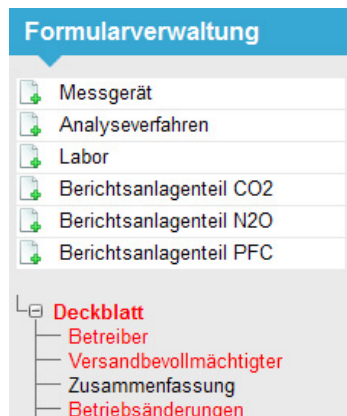 Formularverwaltung
Messgerät
Analyseverfahren
Labor
Berichtsanlagenteil CO2
Berichtsanlagenteil N2O
Berichtsanlagenteil PFC
Deckblatt
Betreiber
Versandbevollmächtigter
Zusammenfassung
Betriebsänderungen